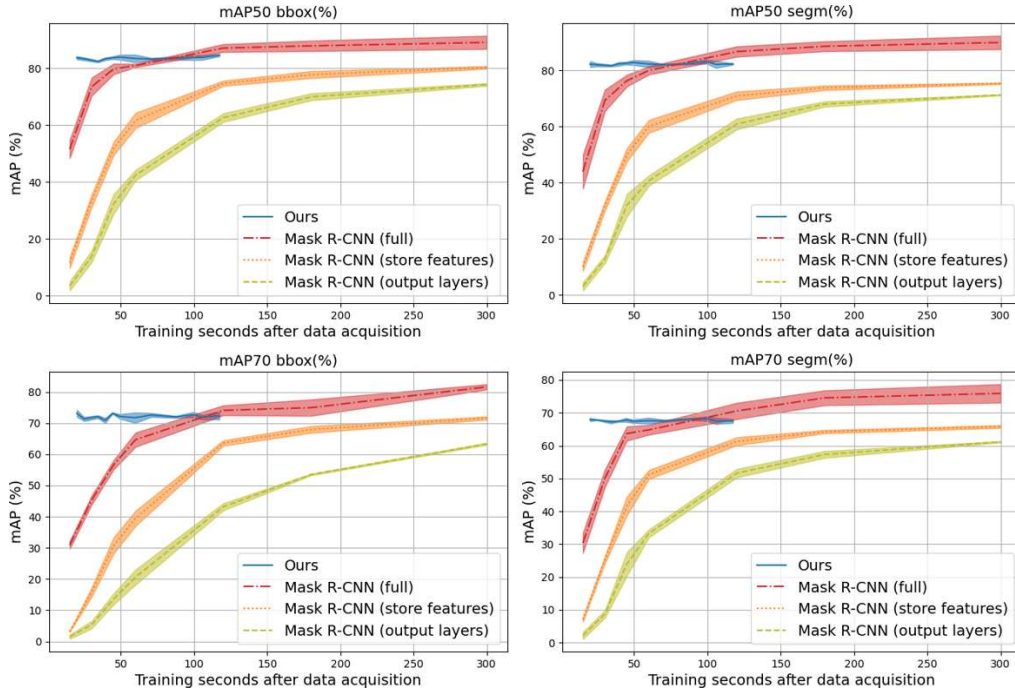 mAP50 bbox(%)
mAP (%)
80
60
40
20
0
Ours
Mask R-CNN (full)
Mask R-CNN (store features)
Mask R-CNN (output layers)
50 100 150 200 250 300
Training seconds after data acquisition
mAP50 segm(%)
mAP (%)
80
60
40
20
0
Ours
Mask R-CNN (full)
Mask R-CNN (store features)
Mask R-CNN (output layers)
50 100 150 200 250 300
Training seconds after data acquisition
mAP70 bbox(%)
mAP (%)
80
70
60
50
40
30
20
10
0
Ours
Mask R-CNN (full)
Mask R-CNN (store features)
Mask R-CNN (output layers)
50 100 150 200 250 300
Training seconds after data acquisition
mAP70 segm(%)
mAP (%)
80
70
60
50
40
30
20
10
0
Ours
Mask R-CNN (full)
Mask R-CNN (store features)
Mask R-CNN (output layers)
50 100 150 200 250 300
Training seconds after data acquisition